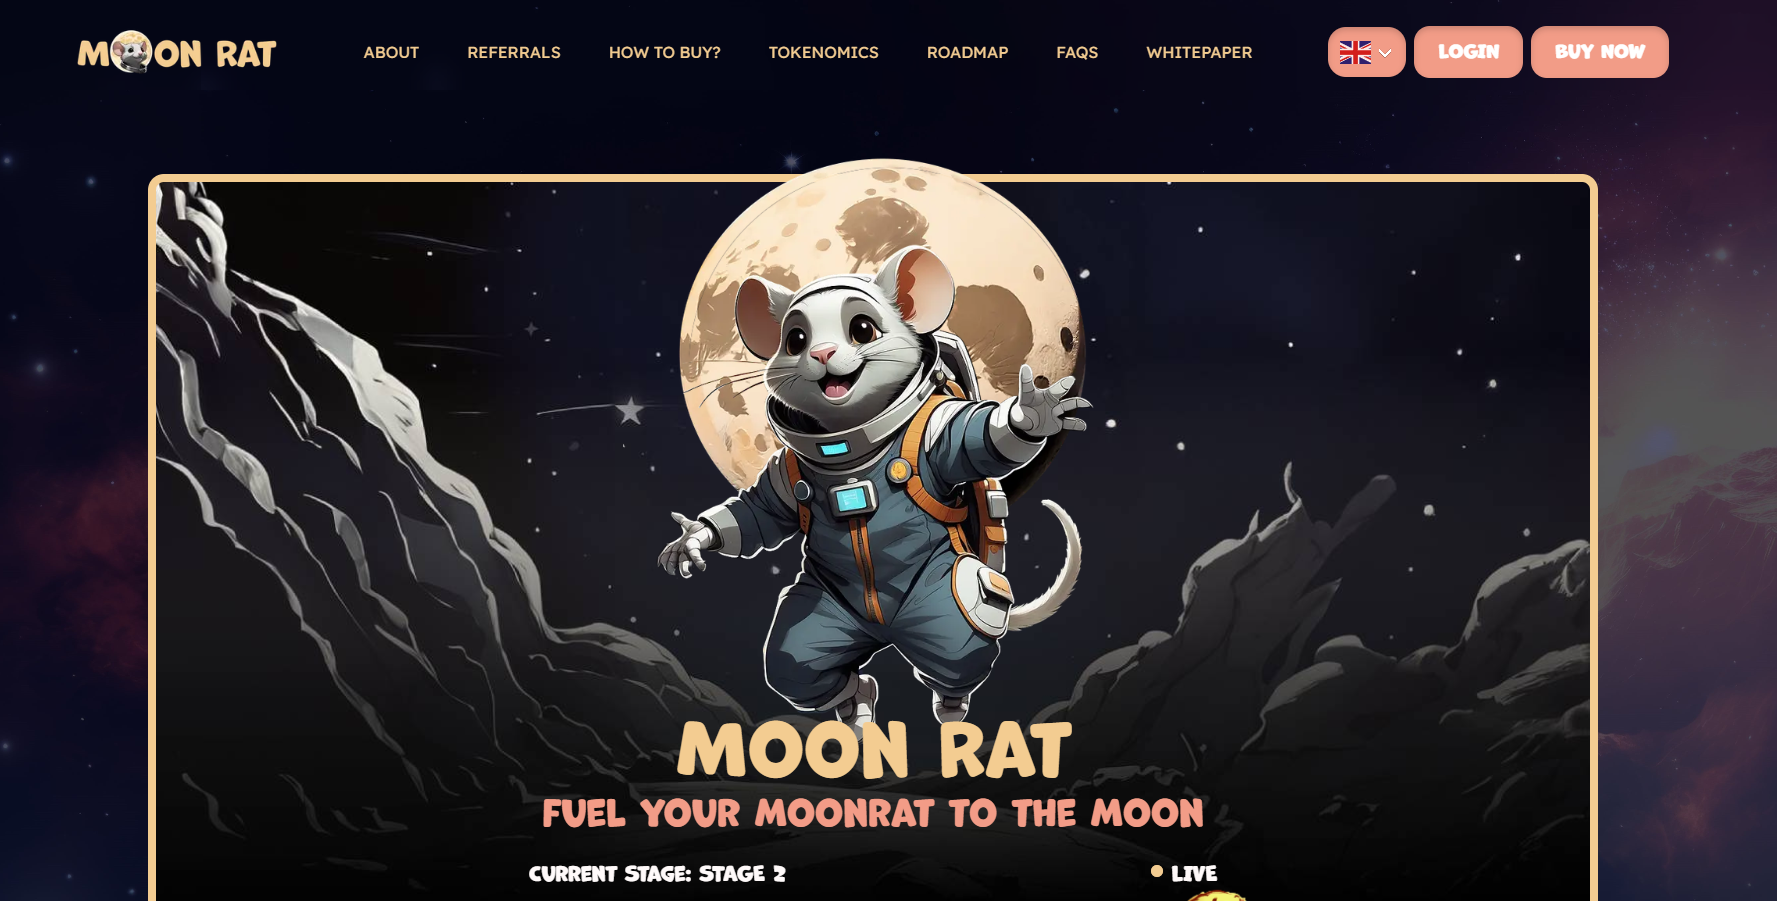 MOON RAT
ABOUT
REFERRALS
HOW TO BUY?
TOKENOMICS
ROADMAP
FAQS
WHITEPAPER
LOGIN
BUY NOW
MOON RAT
FUEL YOUR MOONRAT TO THE MOON
CURRENT STAGE: STAGE 2
LIVE